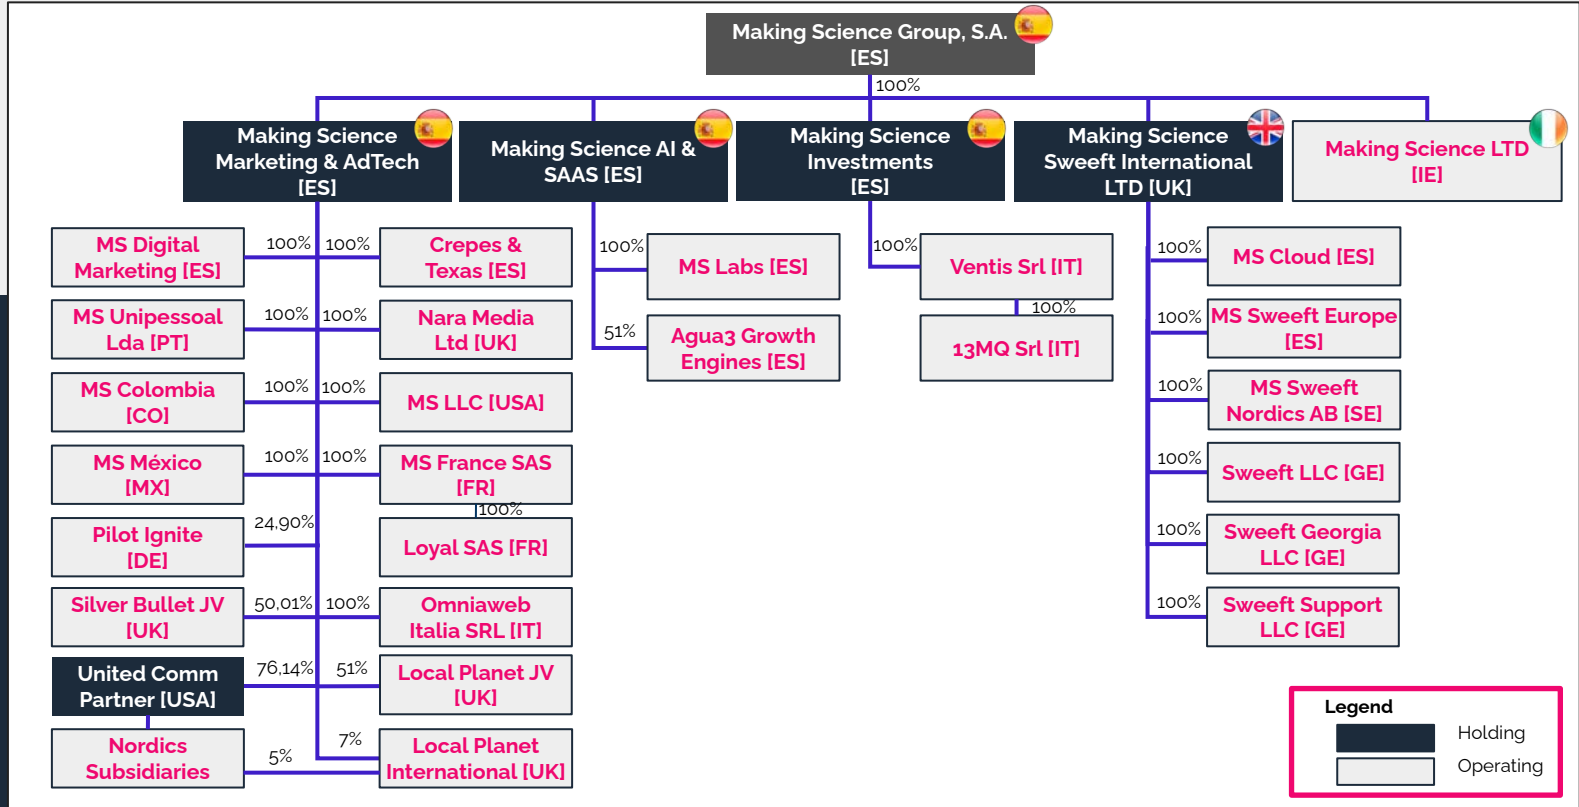 Making Science Group, S.A.
[ES]
100%
Making Science
Marketing & AdTech
[ES]
Making Science AI &
SAAS [ES]
Making Science
Investments
[ES]
Making Science
Sweeft International
LTD [UK]
Making Science LTD
[IE]
MS Digital
Marketing [ES]
100%
100%
Crepes &
Texas [ES]
MS Unipessoal
Lda [PT]
100%
100%
Nara Media
Ltd [UK]
MS Colombia
[CO]
100%
100%
MS LLC [USA]
MS México
[MX]
100%
100%
MS France SAS
[FR]
100%
Pilot Ignite
[DE]
24,90%
Loyal SAS [FR]
Silver Bullet JV
[UK]
50,01%
100%
Omniaweb
Italia SRL [IT]
United Comm
Partner [USA]
76,14%
51%
Local Planet JV
[UK]
Nordics
Subsidiaries
5%
7%
Local Planet
International [UK]
100%
MS Labs [ES]
51%
Agua3 Growth
Engines [ES]
100%
Ventis Srl [IT]
100%
13MQ Srl [IT]
100%
MS Cloud [ES]
100%
MS Sweeft Europe
[ES]
100%
MS Sweeft
Nordics AB [SE]
100%
Sweeft LLC [GE]
100%
Sweeft Georgia
LLC [GE]
100%
Sweeft Support
LLC [GE]
Legend
Holding
Operating